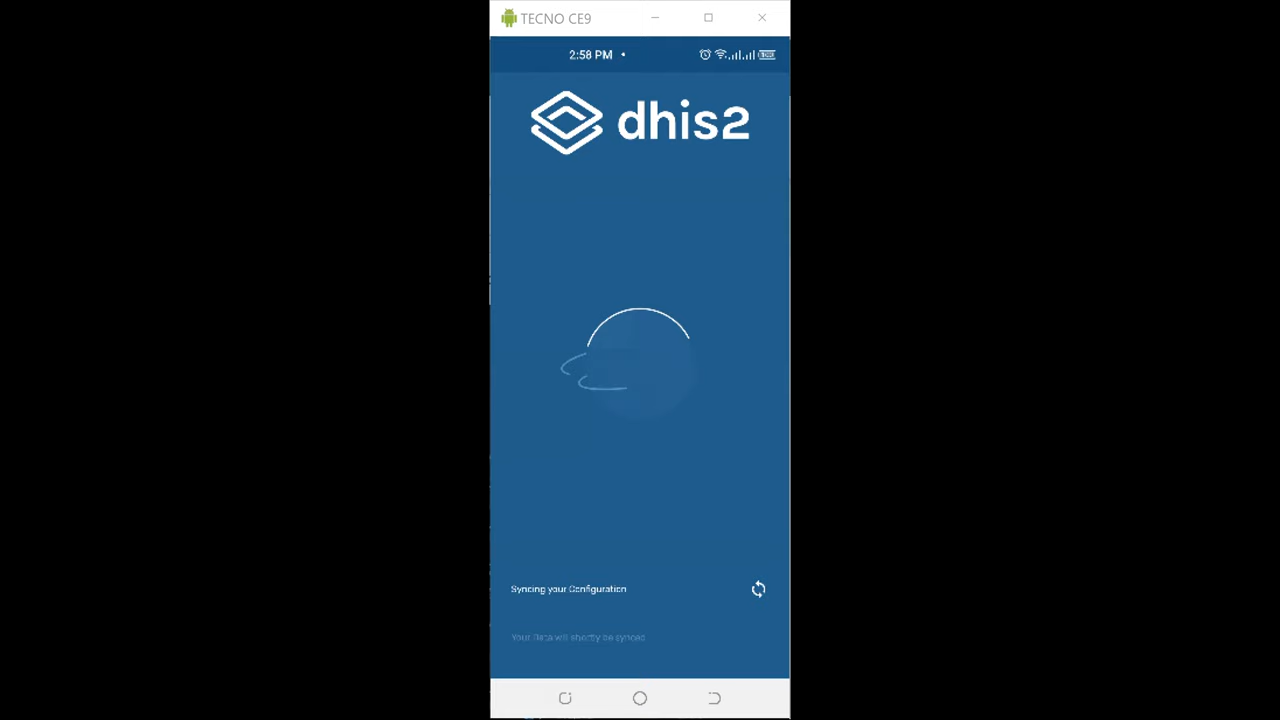 TECNO CE9
2:58 PM
dhis2
Syncing your Configuration
Your Data will shortly be synced